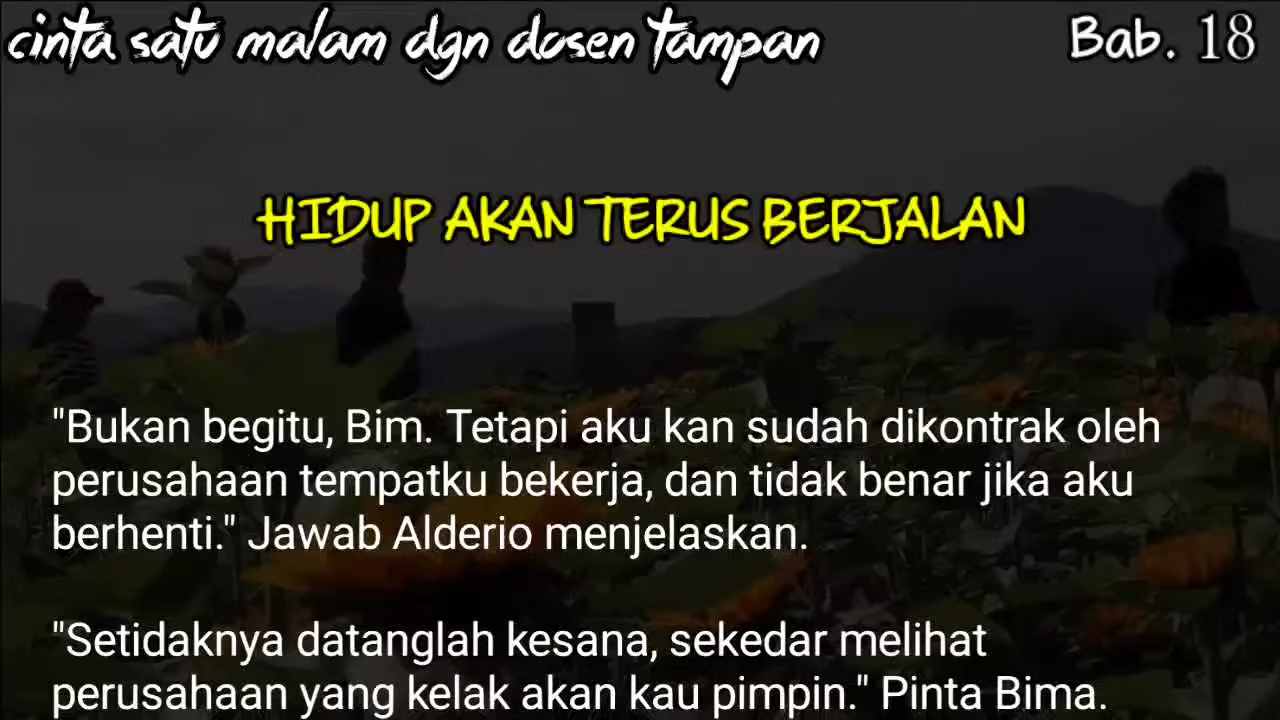 cinta satu malam dgn dosen tampan
Bab. 18
HIDUP AKAN TERUS BERJALAN
"Bukan begitu, Bim. Tetapi aku kan sudah dikontrak oleh
perusahaan tempatku bekerja, dan tidak benar jika aku
berhenti." Jawab Alderio menjelaskan.
"Setidaknya datanglah kesana, sekedar melihat
perusahaan yang kelak akan kau pimpin." Pinta Bima.